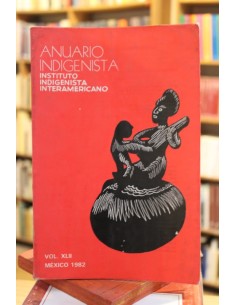 ANUARIO
INDIGENISTA
INSTITUTO
INDIGENISTA
INTERAMERICANO
VOL. XLII
MEXICO 1982